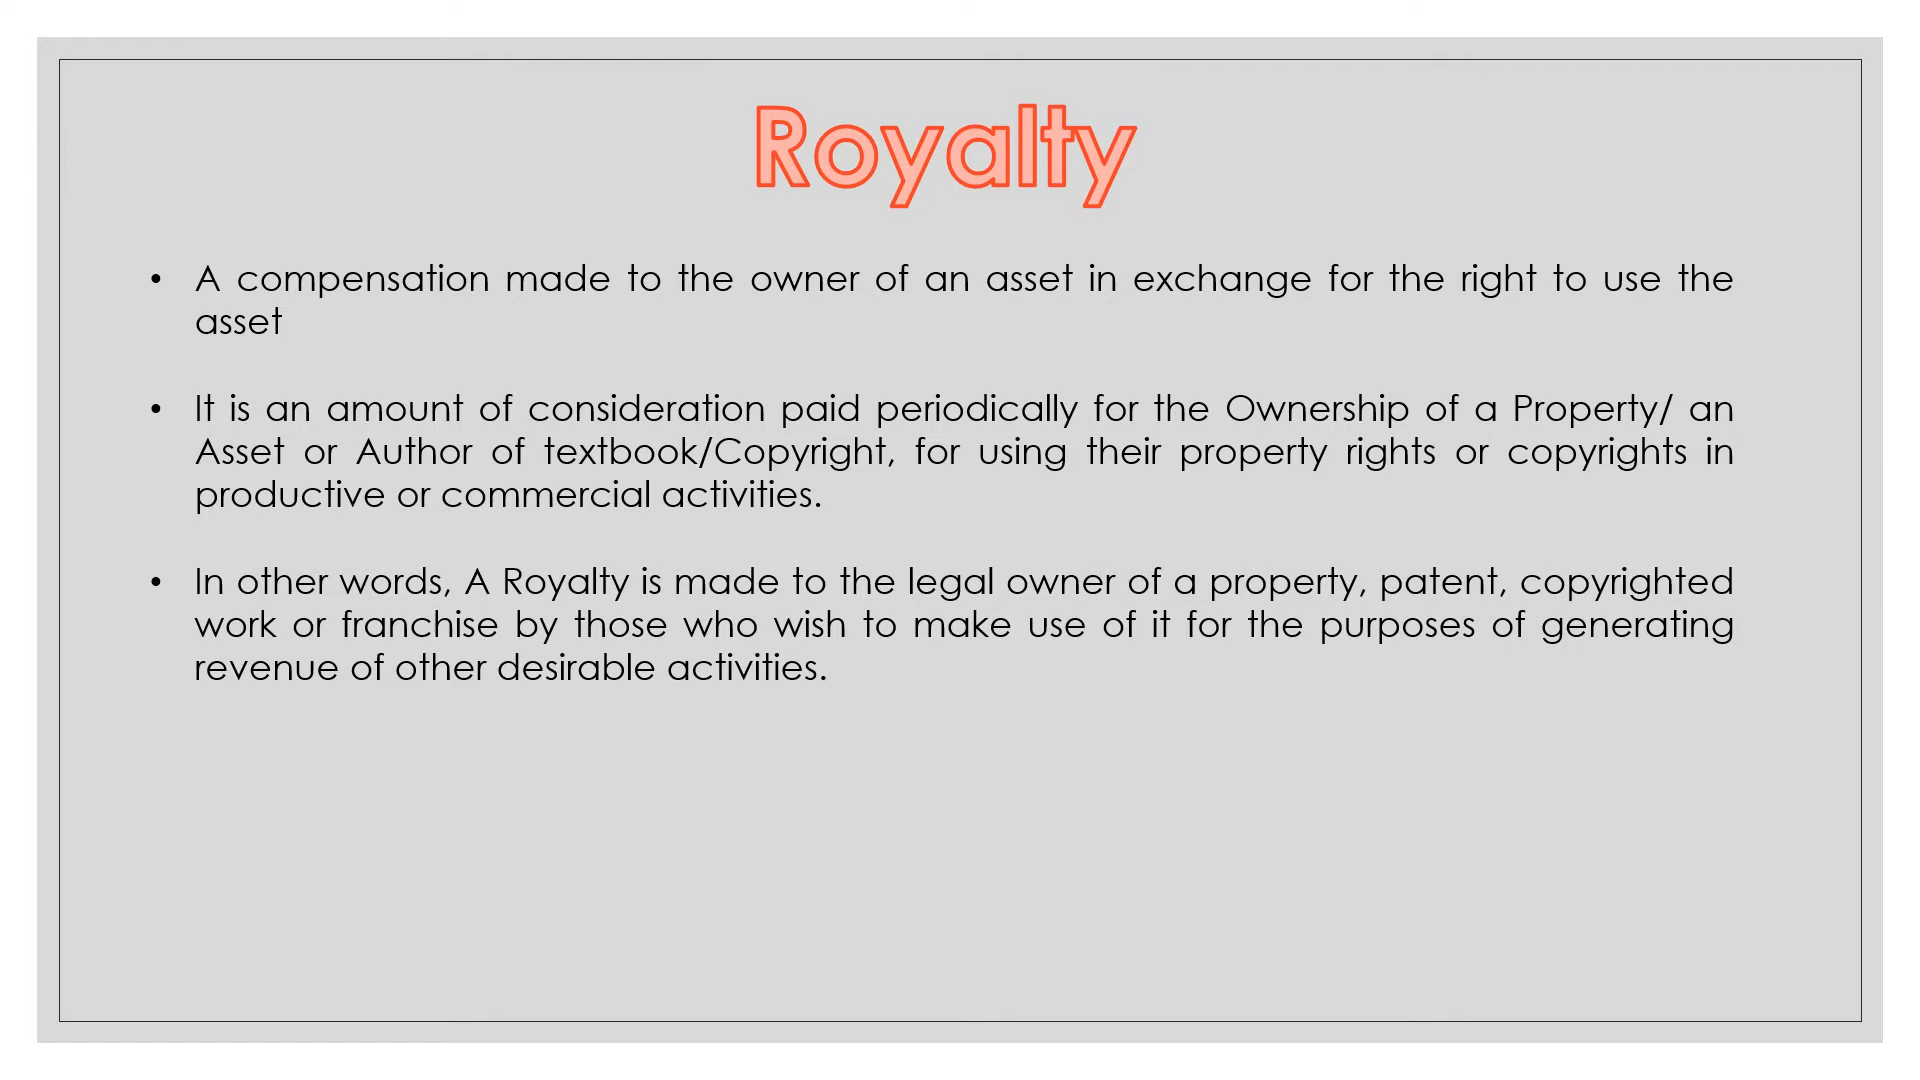 Royalty
• A compensation made to the owner of an asset in exchange for the right to use the
asset
• It is an amount of consideration paid periodically for the Ownership of a Property/ an
Asset or Author of textbook/Copyright, for using their property rights or copyrights in
productive or commercial activities.
• In other words, A Royalty is made to the legal owner of a property, patent, copyrighted
work or franchise by those who wish to make use of it for the purposes of generating
revenue of other desirable activities.